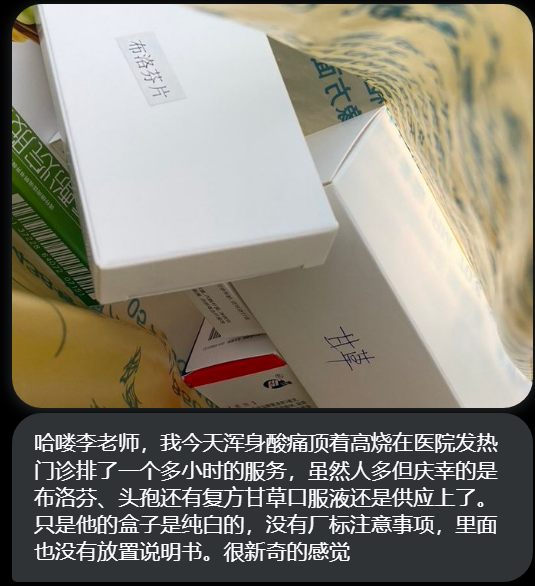 布洛芬片
甘草
哈喽李老师，我今天浑身酸痛顶着高烧在医院发热
门诊排了一个多小时的服务，虽然人多但庆幸的是
布洛芬、头孢还有复方甘草口服液还是供应上了。
只是他的盒子是纯白的，没有厂标注意事项，里面
也没有放置说明书。很新奇的感觉